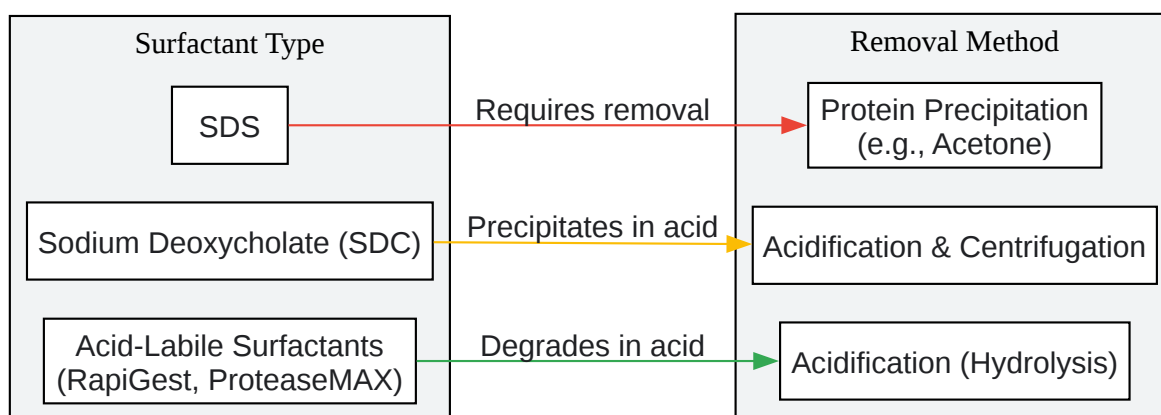 Surfactant Type
Removal Method
SDS
Requires removal
Protein Precipitation
(e.g., Acetone)
Sodium Deoxycholate (SDC)
Precipitates in acid
Acidification & Centrifugation
Acid-Labile Surfactants
(RapiGest, ProteaseMAX)
Degrades in acid
Acidification (Hydrolysis)